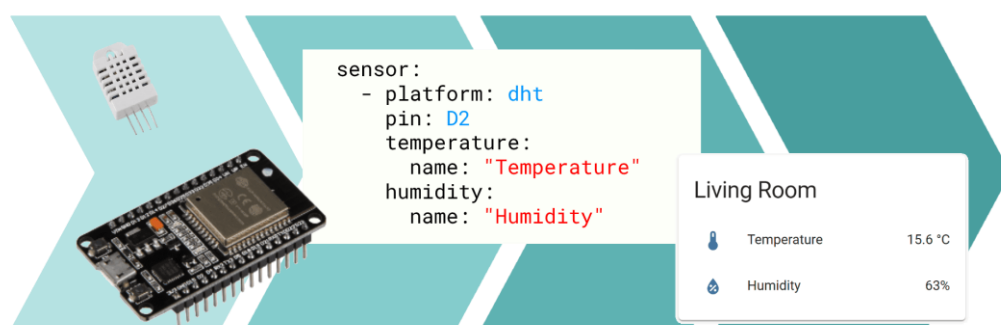 sensor:
  - platform: dht
    pin: D2
    temperature:
      name: "Temperature"
    humidity:
      name: "Humidity"
Living Room
Temperature 15.6 °C
Humidity 63%